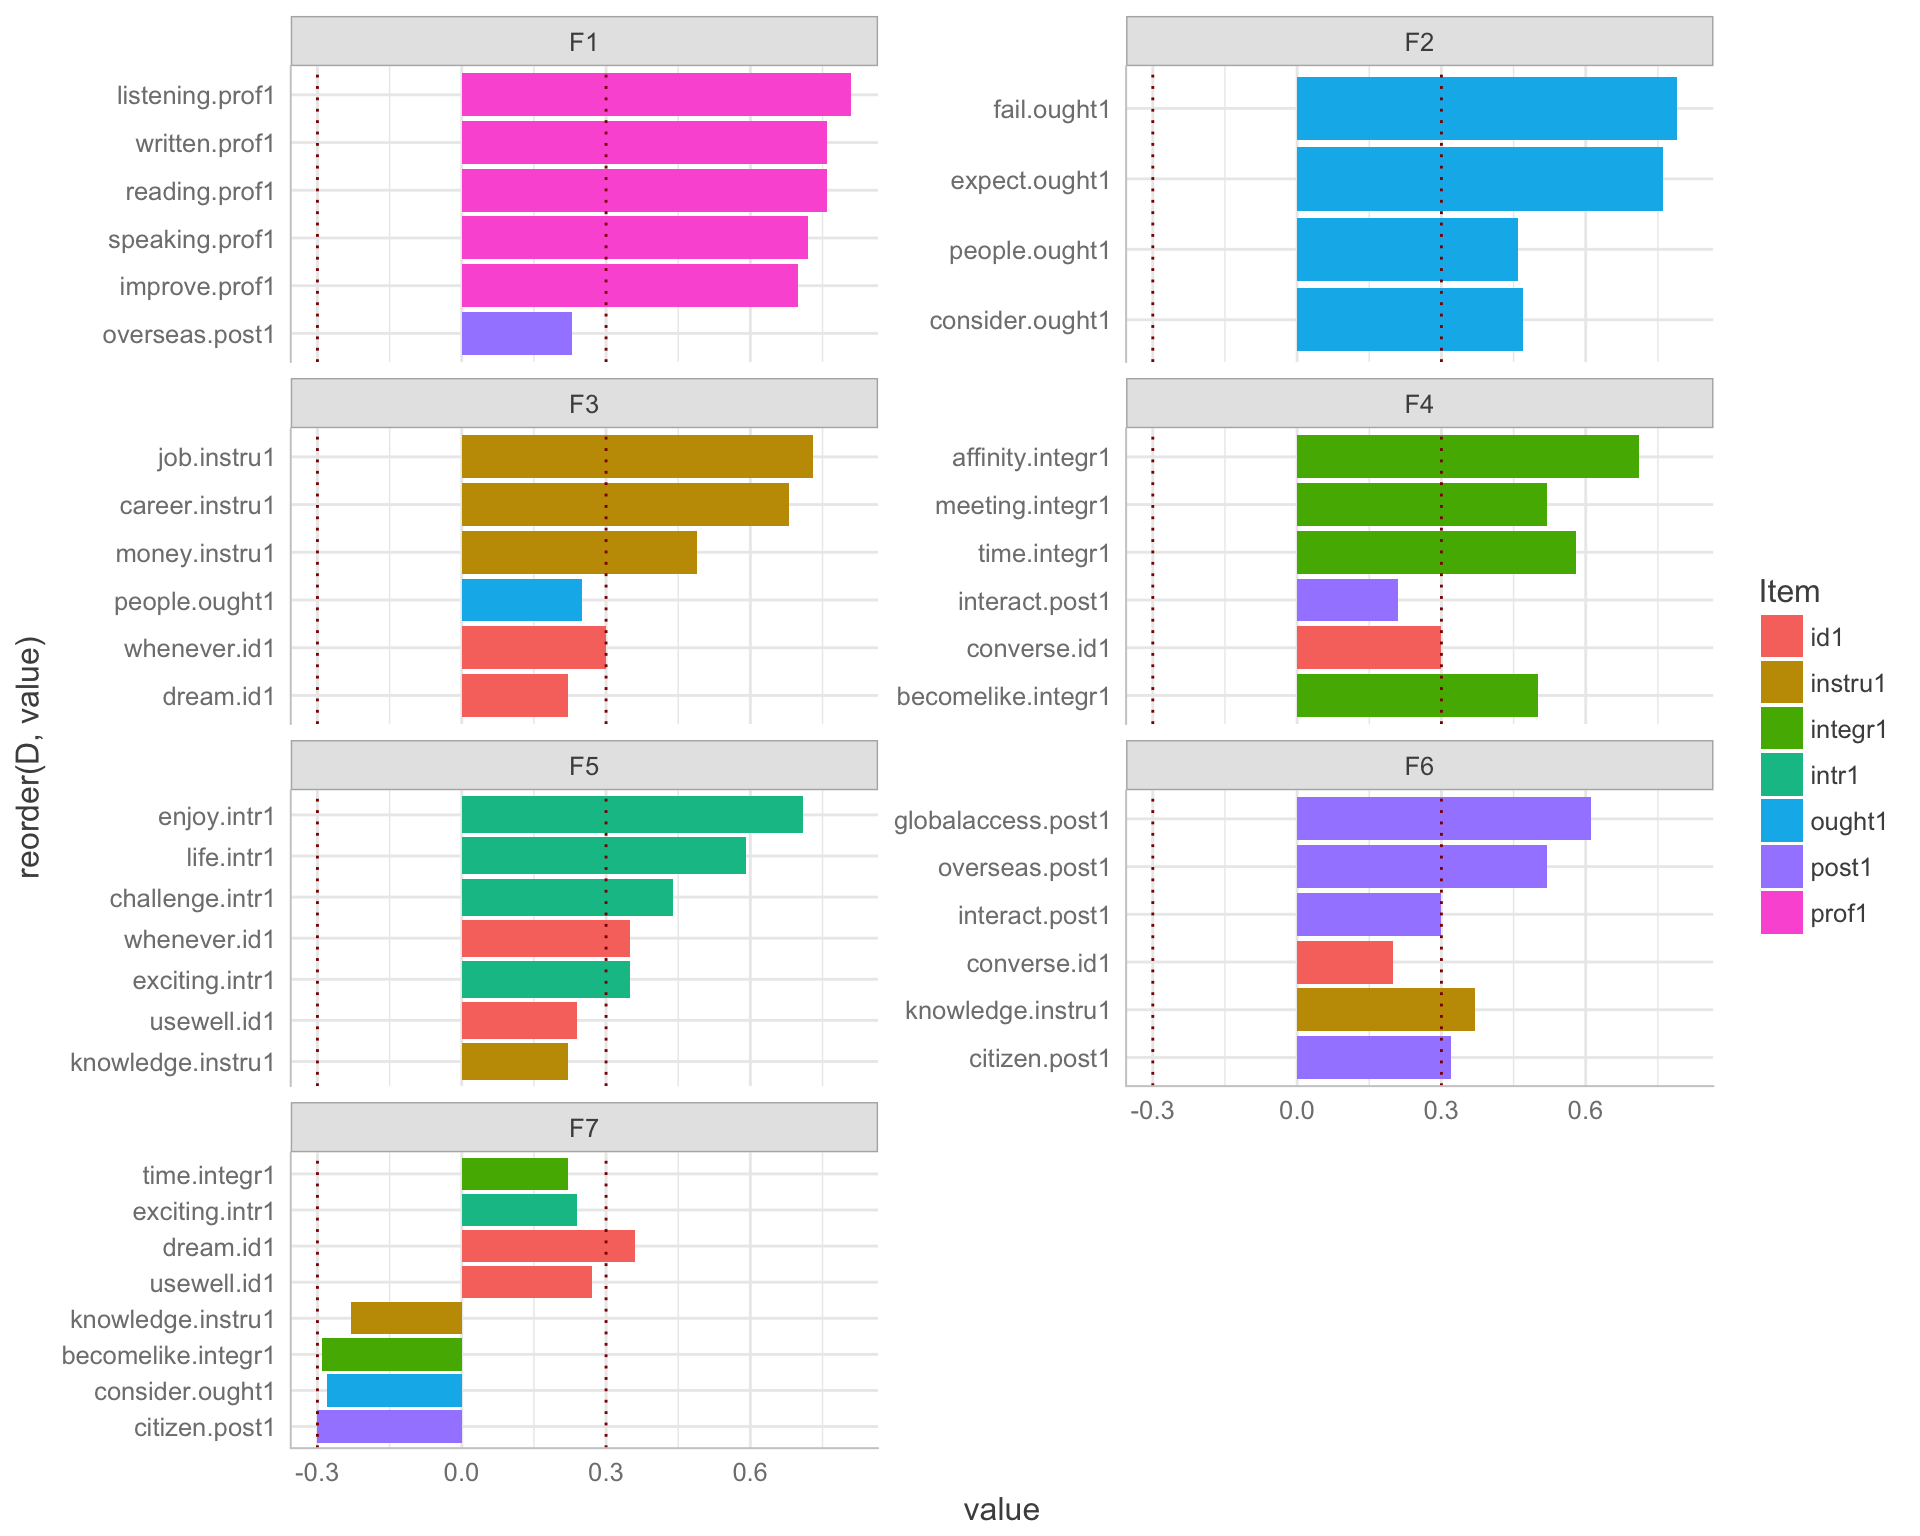 F1
listening.prof1
written.prof1
reading.prof1
speaking.prof1
improve.prof1
overseas.post1
F2
fail.ought1
expect.ought1
people.ought1
consider.ought1
F3
job.instru1
career.instru1
money.instru1
people.ought1
whenever.id1
dream.id1
F4
affinity.integr1
meeting.integr1
time.integr1
interact.post1
converse.id1
becomelike.integr1
F5
enjoy.intr1
life.intr1
challenge.intr1
whenever.id1
exciting.intr1
usewell.id1
knowledge.instru1
F6
globalaccess.post1
overseas.post1
interact.post1
converse.id1
knowledge.instru1
citizen.post1
-0.3 0.0 0.3 0.6
F7
time.integr1
exciting.intr1
dream.id1
usewell.id1
knowledge.instru1
becomelike.integr1
consider.ought1
citizen.post1
-0.3 0.0 0.3 0.6
value
reorder(D, value)
Item
id1
instru1
integr1
intr1
ought1
post1
prof1